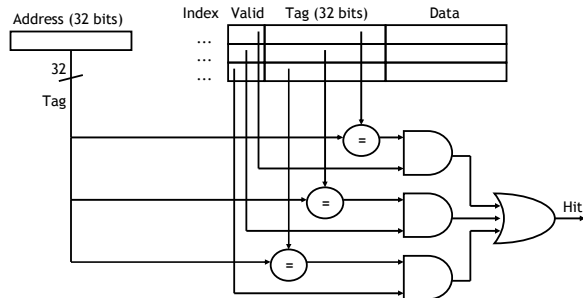 Address (32 bits)
Index Valid Tag (32 bits) Data
...
...
...
32
Tag
=
=
=
Hit